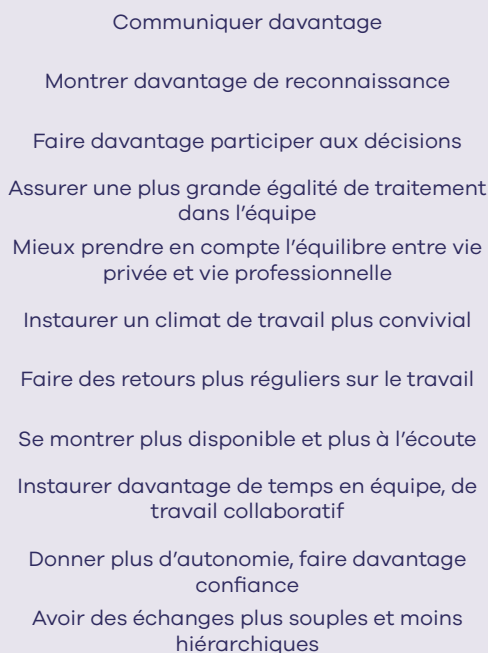 Communiquer davantage
Montrer davantage de reconnaissance
Faire davantage participer aux décisions
Assurer une plus grande égalité de traitement
dans l’équipe
Mieux prendre en compte l’équilibre entre vie
privée et vie professionnelle
Instaurer un climat de travail plus convivial
Faire des retours plus réguliers sur le travail
Se montrer plus disponible et plus à l’écoute
Instaurer davantage de temps en équipe, de
travail collaboratif
Donner plus d’autonomie, faire davantage
confiance
Avoir des échanges plus souples et moins
hiérarchiques